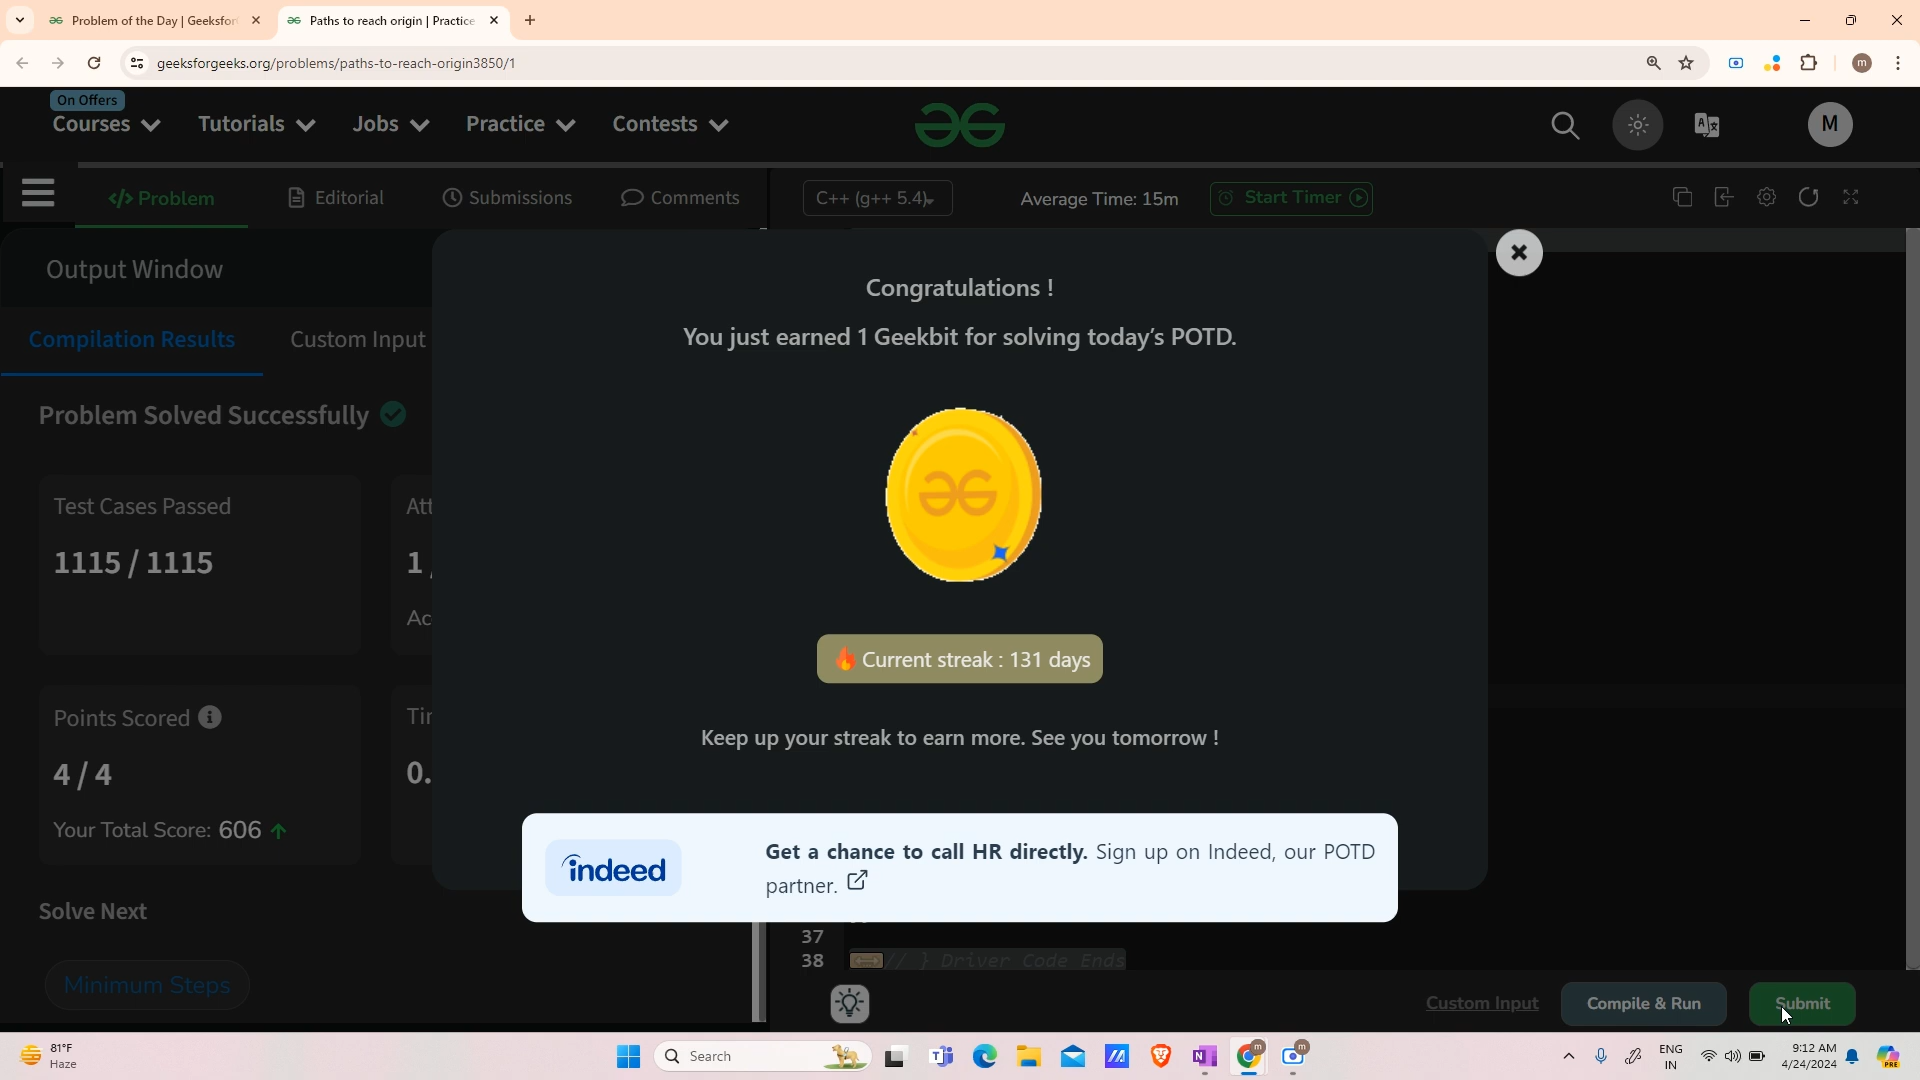 Problem of the Day | Geeksfor
Paths to reach origin | Practice
geeksforgeeks.org/problems/paths-to-reach-origin3850/1
On Offers
Courses
Tutorials
Jobs
Practice
Contests
M
</> Problem
Editorial
Submissions
Comments
C++ (g++ 5.4)
Average Time: 15m
Start Timer
Output Window
Compilation Results
Custom Input
Problem Solved Successfully
Test Cases Passed
1115 / 1115
Att
1 /
Ac
Points Scored
4 / 4
Your Total Score: 606
Tir
0.
Solve Next
Minimum Steps
Congratulations !
You just earned 1 Geekbit for solving today's POTD.
Current streak : 131 days
Keep up your streak to earn more. See you tomorrow !
indeed
Get a chance to call HR directly. Sign up on Indeed, our POTD
partner.
37
38 // } Driver Code Ends
Custom Input
Compile & Run
Submit
81°F
Haze
Search
ENG
IN
9:12 AM
4/24/2024